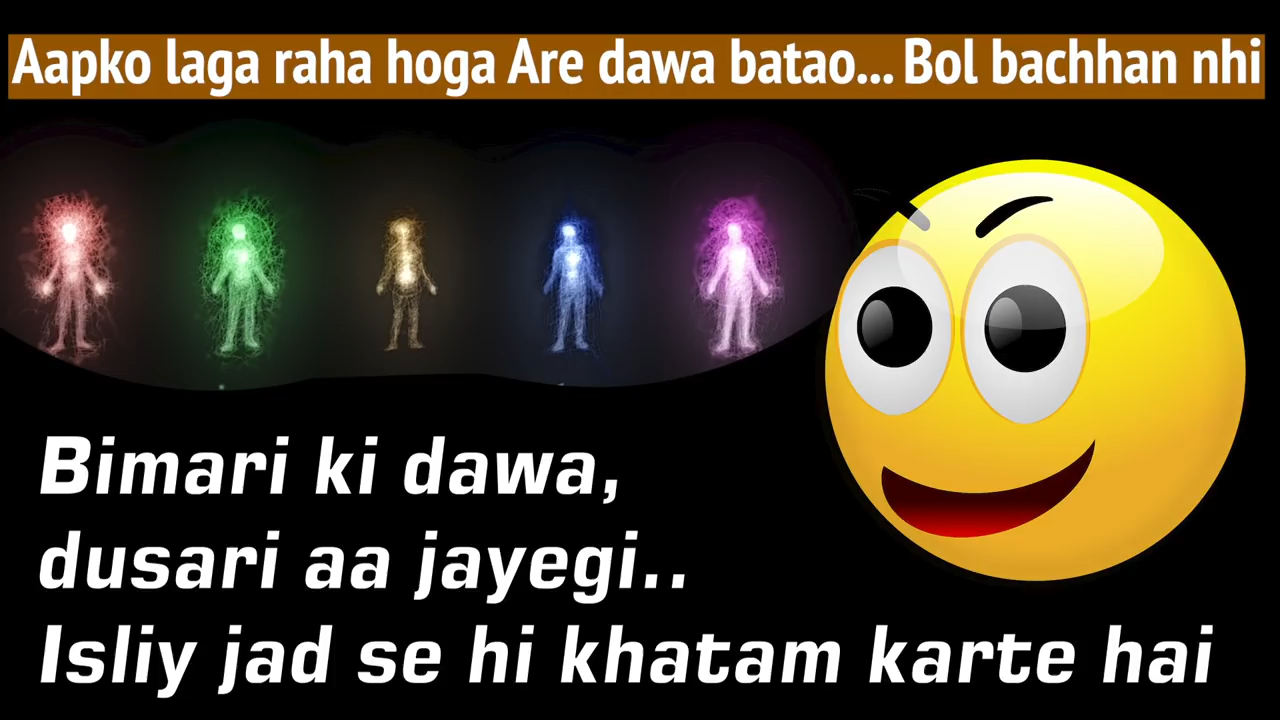 Aapko laga raha hoga Are dawa batao... Bol bachhan nhi
Bimari ki dawa,
dusari aa jayegi..
Isliy jad se hi khatam karte hai